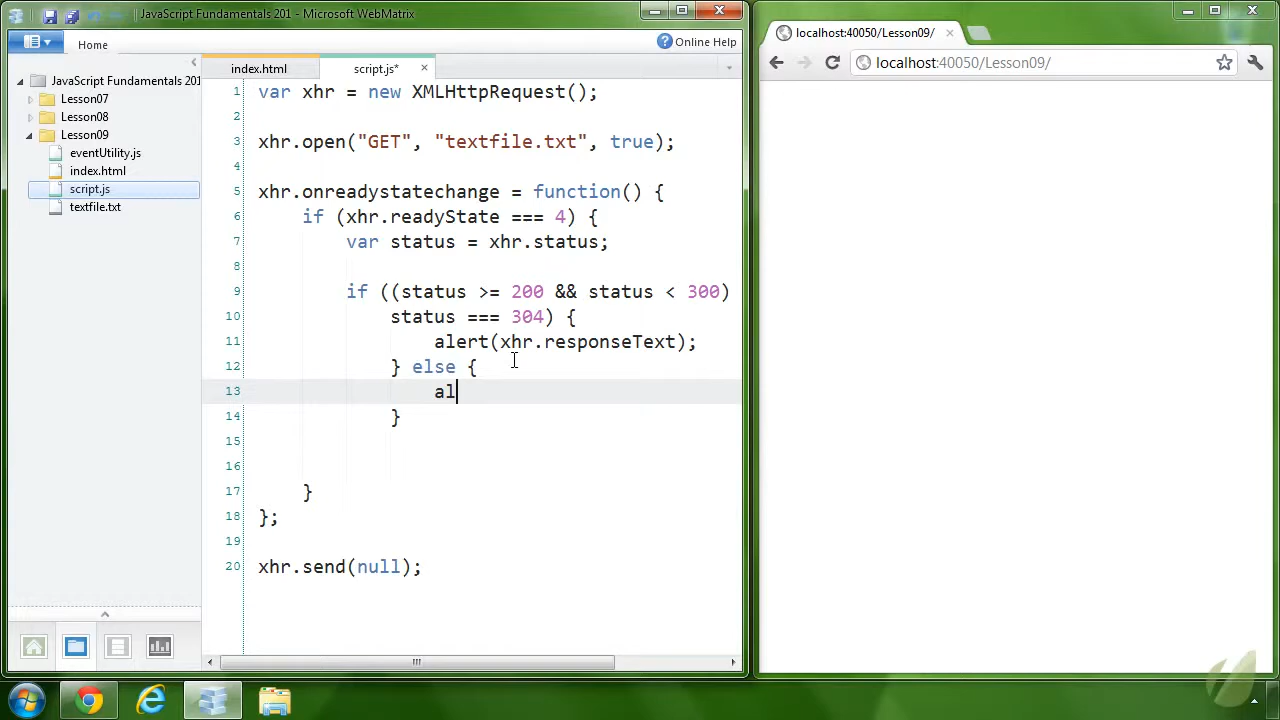 JavaScript Fundamentals 201 - Microsoft WebMatrix
Home
Online Help
JavaScript Fundamentals 201
Lesson07
Lesson08
Lesson09
eventUtility.js
index.html
script.js
textfile.txt
index.html
script.js*
1 var xhr = new XMLHttpRequest();
2
3 xhr.open("GET", "textfile.txt", true);
4
5 xhr.onreadystatechange = function() {
6 if (xhr.readyState === 4) {
7 var status = xhr.status;
8
9 if ((status >= 200 && status < 300)
10 status === 304) {
11 alert(xhr.responseText);
12 } else {
13 al
14 }
15
16
17 }
18 };
19
20 xhr.send(null);
localhost:40050/Lesson09/
localhost:40050/Lesson09/